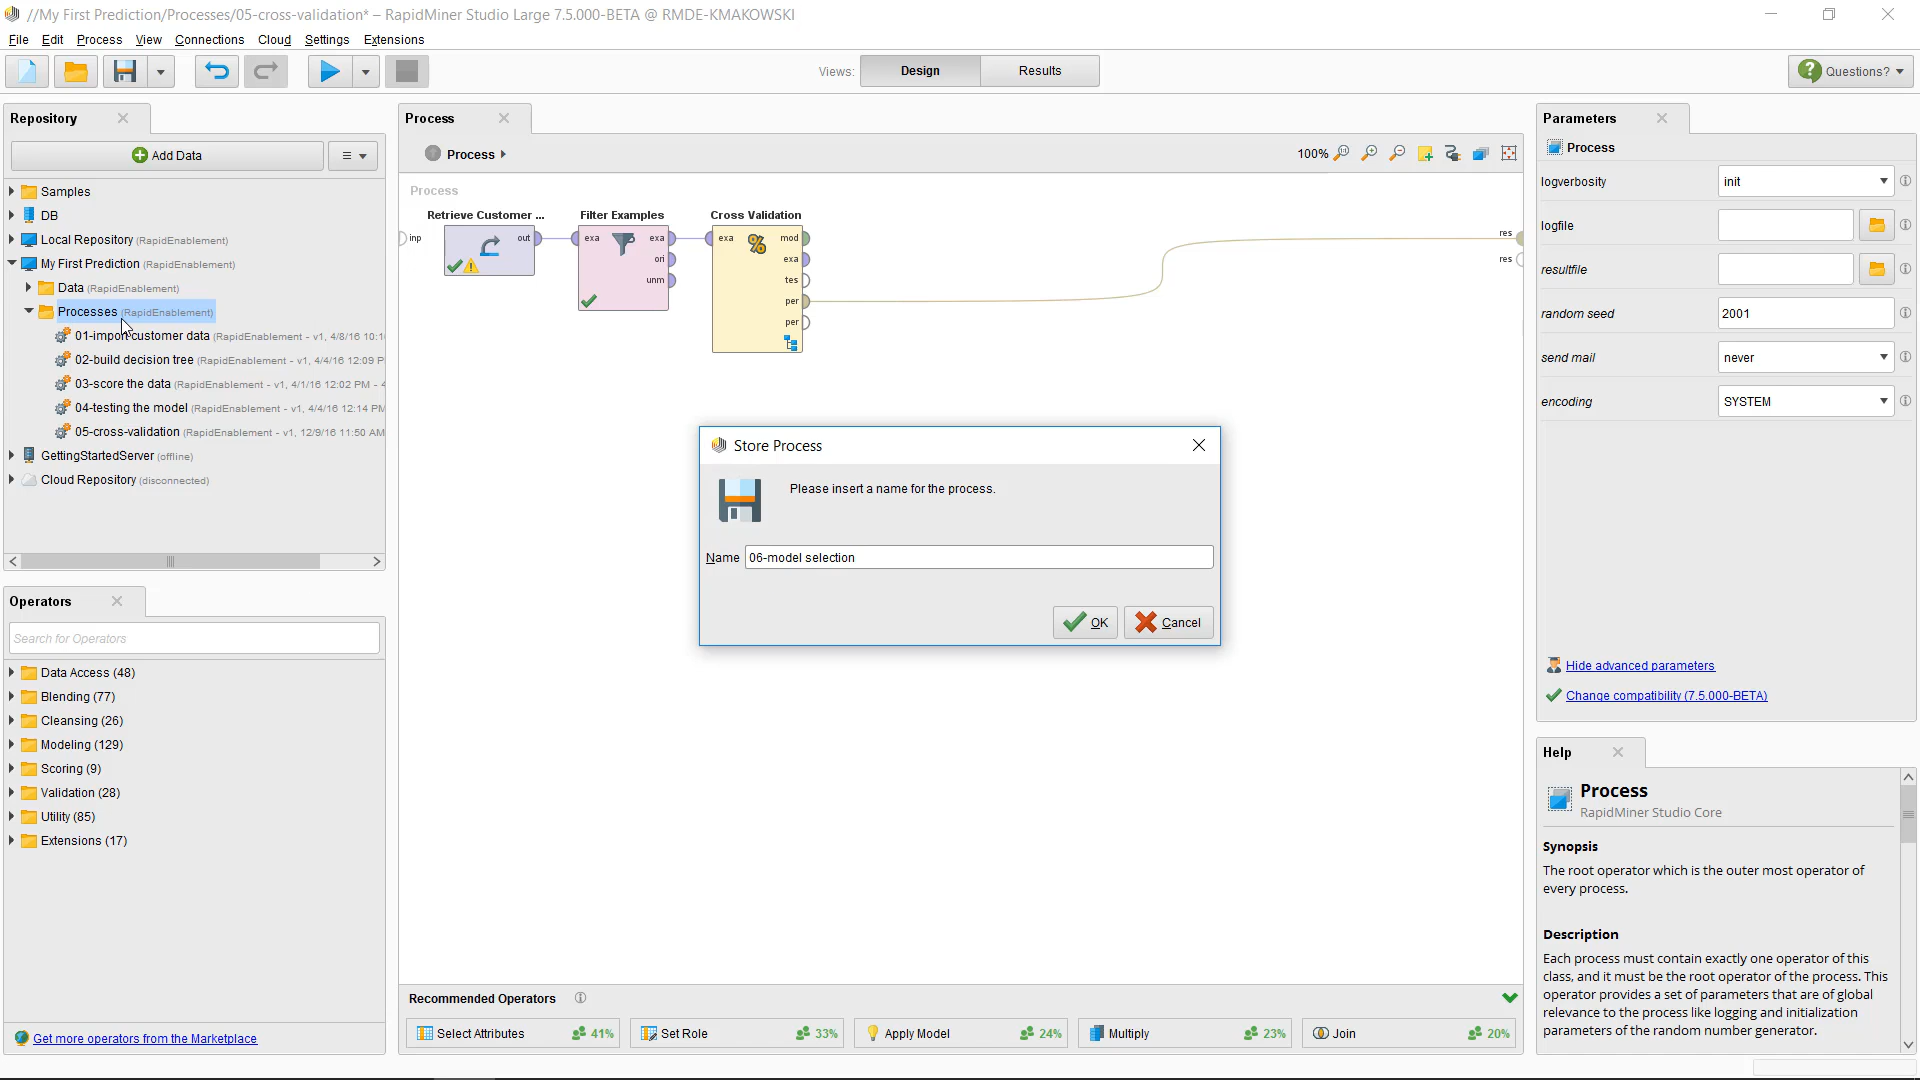 //My First Prediction/Processes/05-cross-validation* – RapidMiner Studio Large 7.5.000-BETA @ RMDE-KMAKOWSKI
File Edit Process View Connections Cloud Settings Extensions
Views: Design Results
Questions?
Repository
Add Data
Samples
DB
Local Repository (RapidEnablement)
My First Prediction (RapidEnablement)
Data (RapidEnablement)
Processes (RapidEnablement)
01-import customer data (RapidEnablement - v1, 4/8/16 10:1
02-build decision tree (RapidEnablement - v1, 4/4/16 12:09 P
03-score the data (RapidEnablement - v1, 4/1/16 12:02 PM - 4
04-testing the model (RapidEnablement - v1, 4/4/16 12:14 PM
05-cross-validation (RapidEnablement - v1, 12/9/16 11:50 AM
GettingStartedServer (offline)
Cloud Repository (disconnected)
Operators
Search for Operators
Data Access (48)
Blending (77)
Cleansing (26)
Modeling (129)
Scoring (9)
Validation (28)
Utility (85)
Extensions (17)
Get more operators from the Marketplace
Process
Process
100%
Process
Retrieve Customer ... Filter Examples Cross Validation
inp out exa exa exa mod res
ori exa res
unm tes
per
per
Store Process
Please insert a name for the process.
Name 06-model selection
OK Cancel
Recommended Operators
Select Attributes 41% Set Role 33% Apply Model 24% Multiply 23% Join 20%
Parameters
Process
logverbosity init
logfile
resultfile
random seed 2001
send mail never
encoding SYSTEM
Hide advanced parameters
Change compatibility (7.5.000-BETA)
Help
Process
RapidMiner Studio Core
Synopsis
The root operator which is the outer most operator of
every process.
Description
Each process must contain exactly one operator of this
class, and it must be the root operator of the process. This
operator provides a set of parameters that are of global
relevance to the process like logging and initialization
parameters of the random number generator.